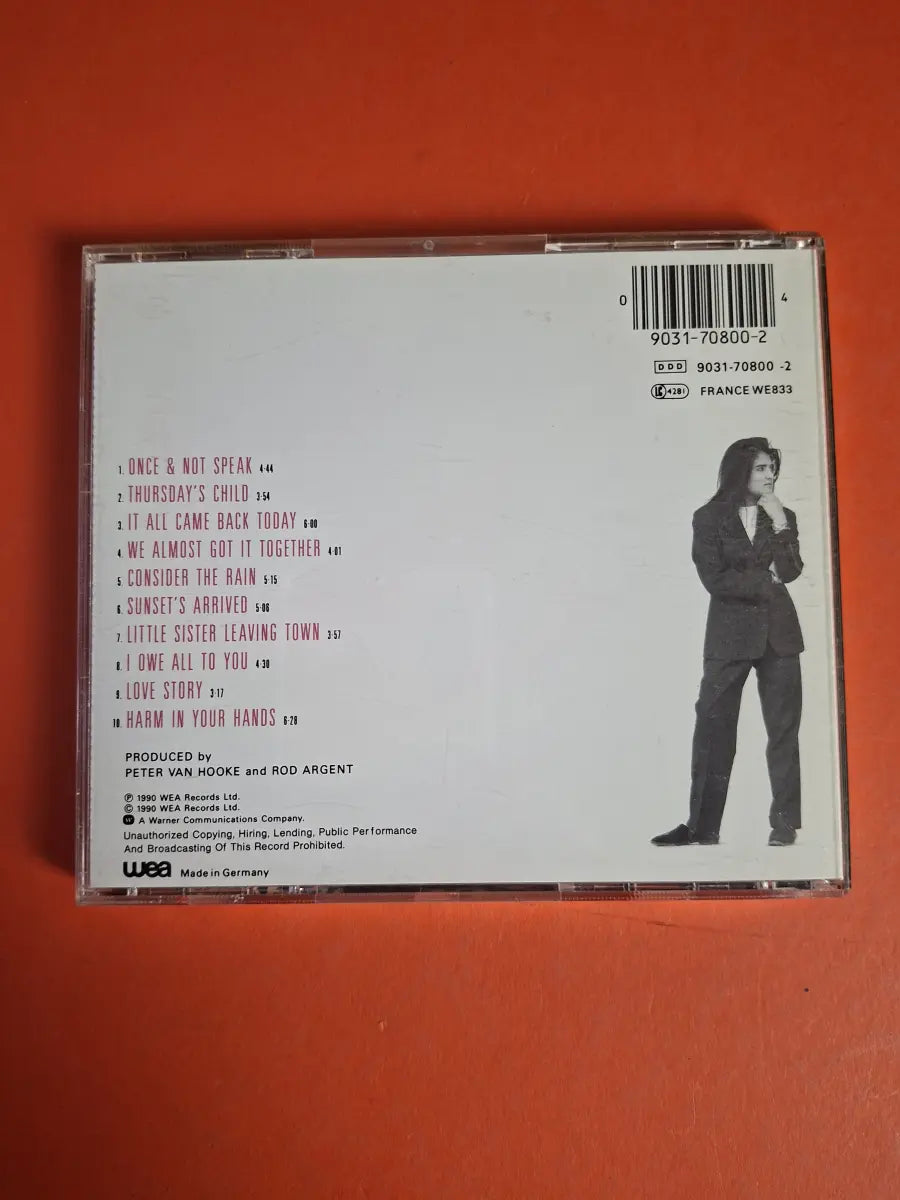 0 4
9031-70800-2
DDD 9031-70800 -2
LC 4281 FRANCE WE833
1. ONCE & NOT SPEAK 4·44
2. THURSDAY'S CHILD 3·54
3. IT ALL CAME BACK TODAY 6·00
4. WE ALMOST GOT IT TOGETHER 4·01
5. CONSIDER THE RAIN 5·15
6. SUNSET'S ARRIVED 5·06
7. LITTLE SISTER LEAVING TOWN 3·57
8. I OWE ALL TO YOU 4·30
9. LOVE STORY 3·17
10. HARM IN YOUR HANDS 6·28
PRODUCED by
PETER VAN HOOKE and ROD ARGENT
℗ 1990 WEA Records Ltd.
© 1990 WEA Records Ltd.
A Warner Communications Company.
Unauthorized Copying, Hiring, Lending, Public Performance
And Broadcasting Of This Record Prohibited.
wea Made in Germany